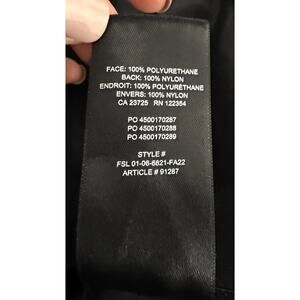 FACE: 100% POLYURETHANE
BACK: 100% NYLON
ENDROIT: 100% POLYURÉTHANE
ENVERS: 100% NYLON
CA 23725 RN 122354
PO 4500170287
PO 4500170288
PO 4500170289
STYLE #
FSL 01-06-6821-FA22
ARTICLE # 91287